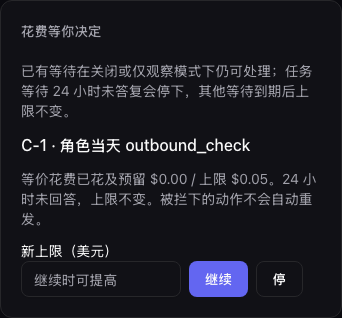 花费等你决定
已有等待在关闭或仅观察模式下仍可处理；任务
等待 24 小时未答复会停下，其他等待到期后上
限不变。
C-1 · 角色当天 outbound_check
等价花费已花及预留 $0.00 / 上限 $0.05。24 小
时未回答，上限不变。被拦下的动作不会自动重
发。
新上限（美元）
继续时可提高
继续
停